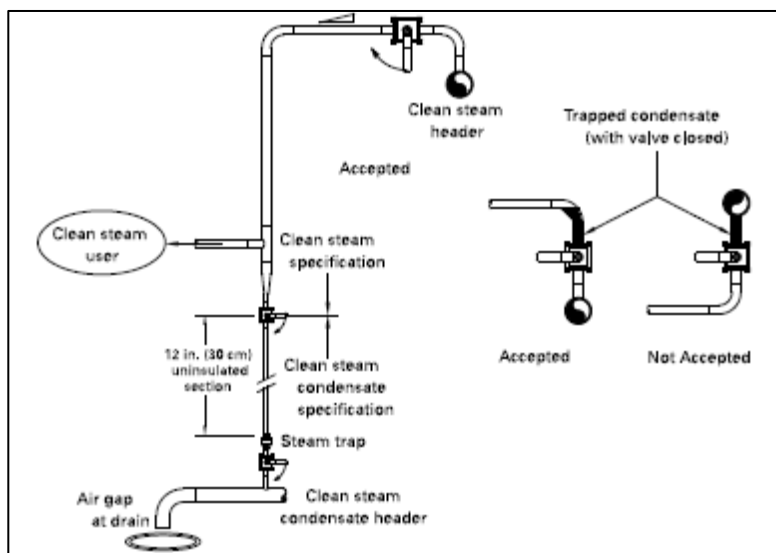 Clean steam
header
Accepted
Trapped condensate
(with valve closed)
Clean steam
user
Clean steam
specification
12 in. (30 cm)
uninsulated
section
Clean steam
condensate
specification
Accepted
Not Accepted
Steam trap
Air gap
at drain
Clean steam
condensate header